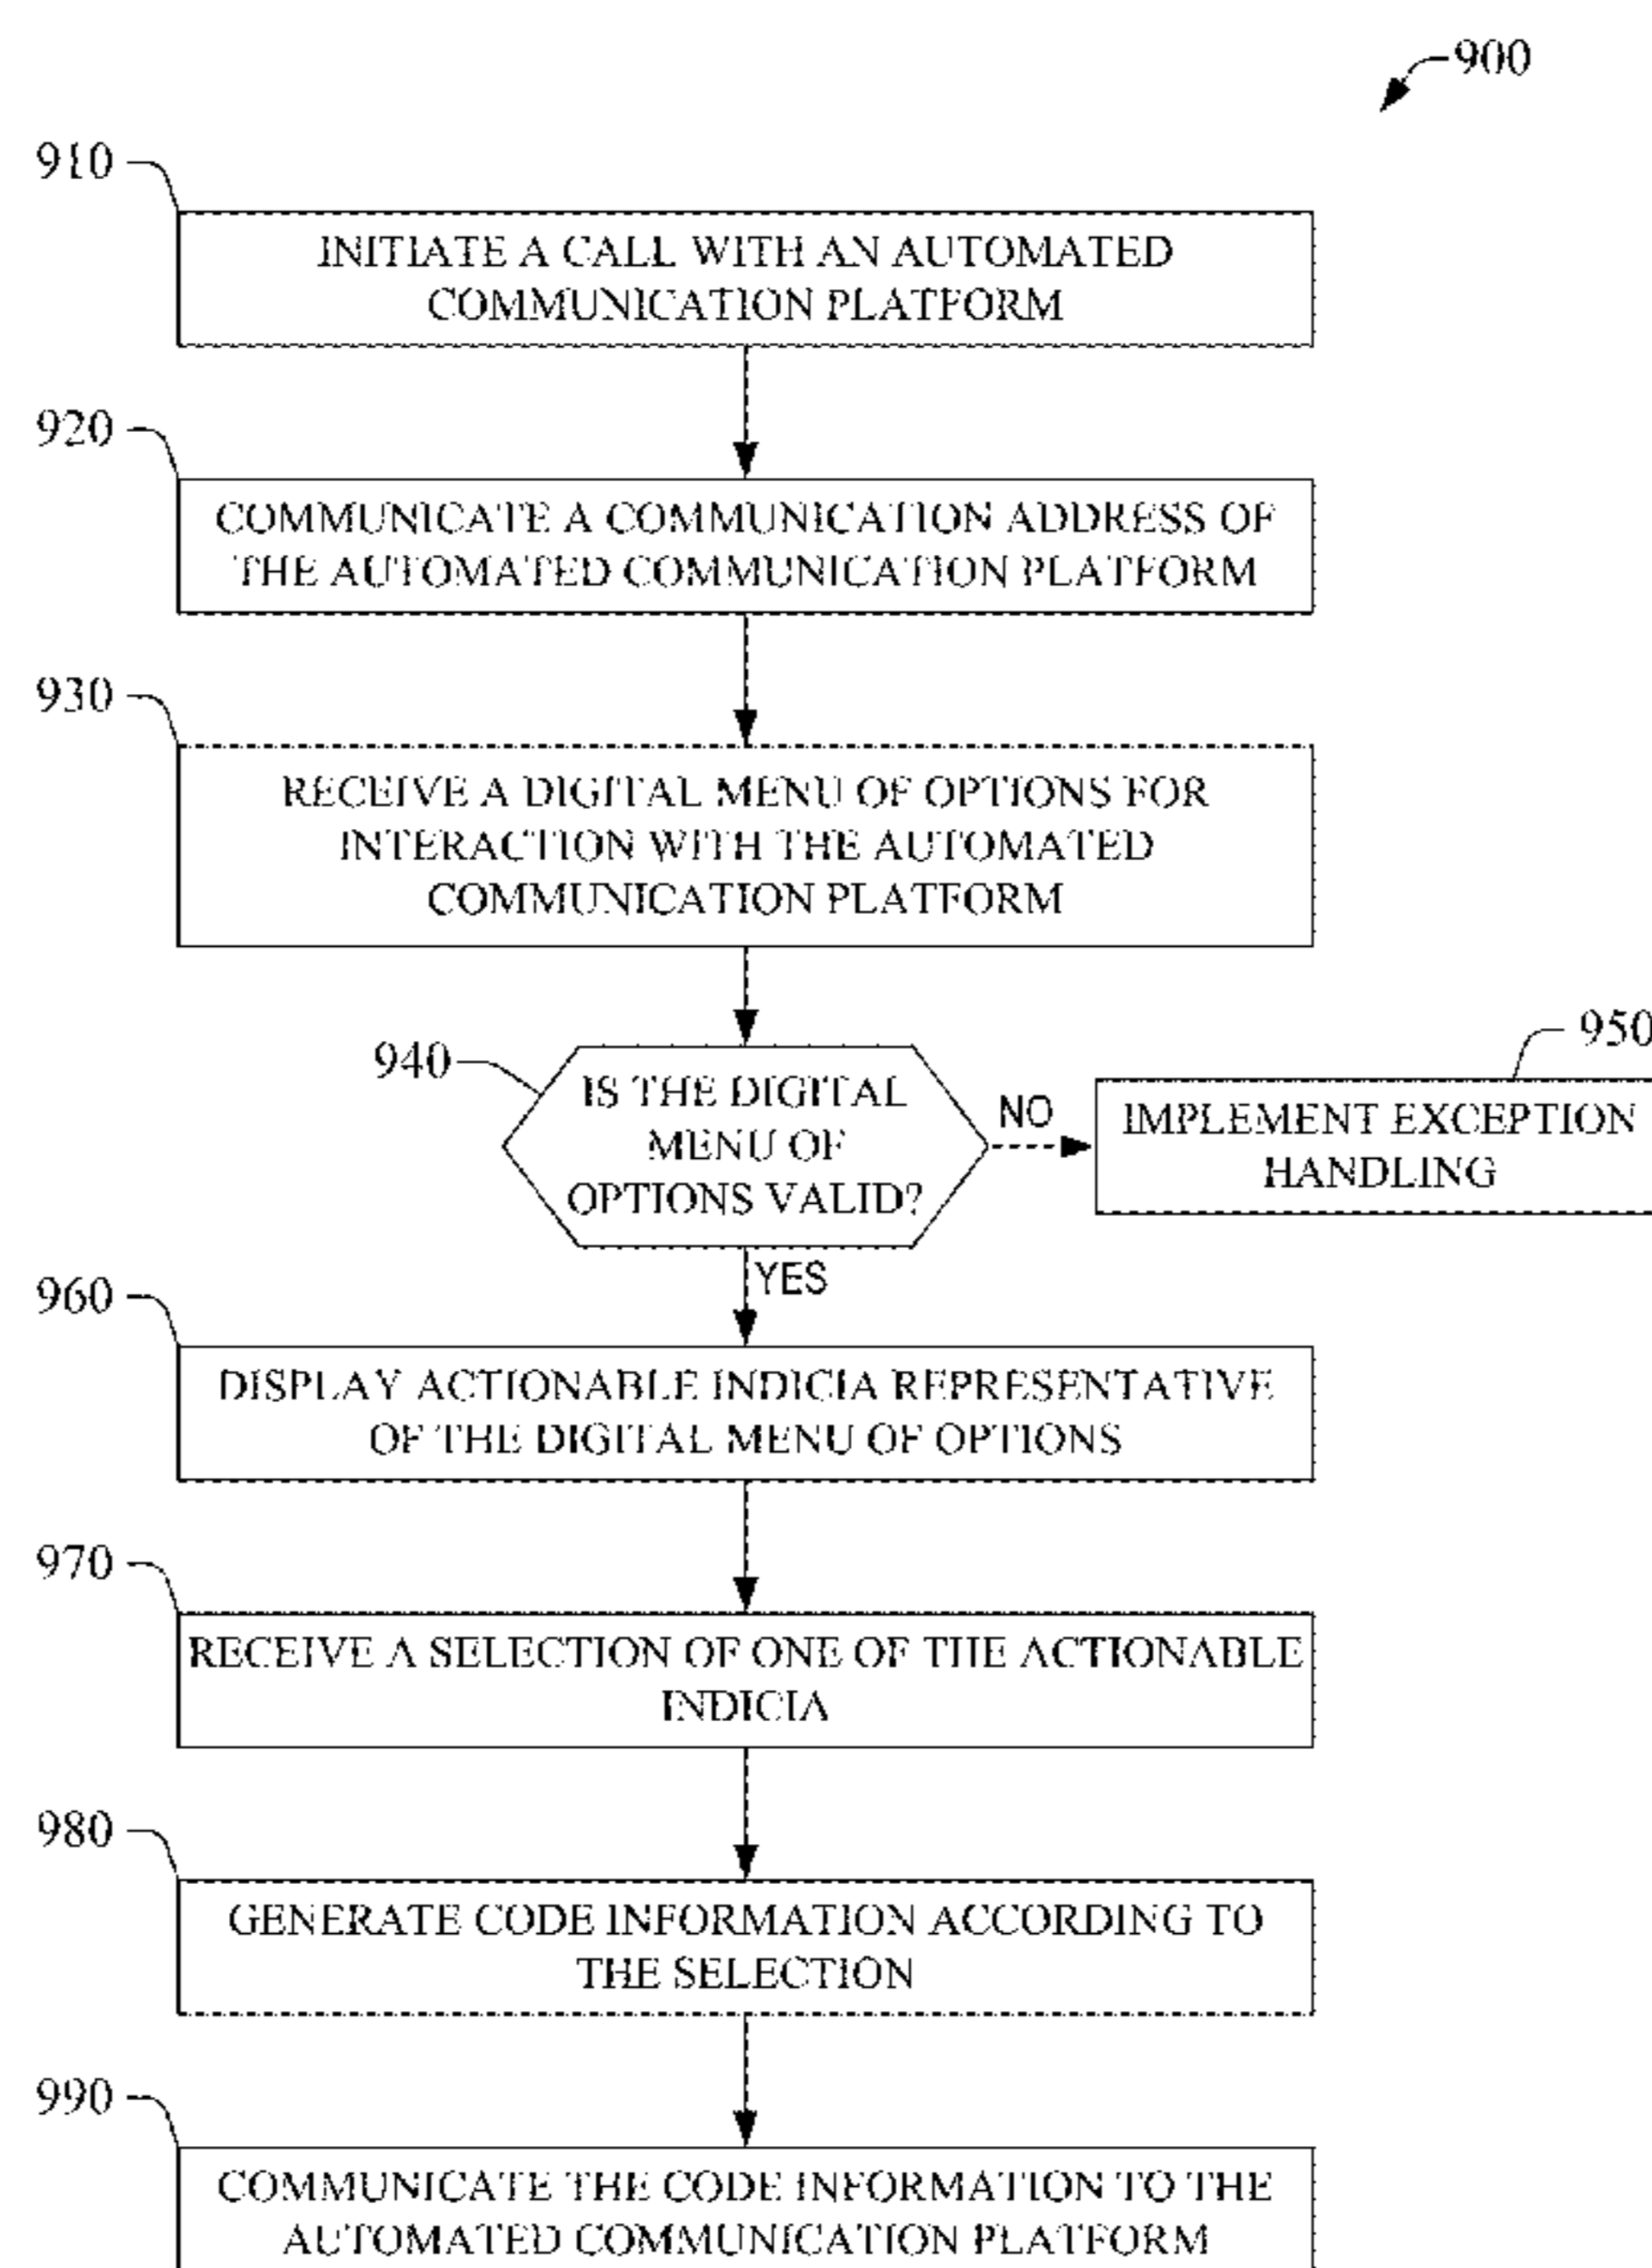 900
910
INITIATE A CALL WITH AN AUTOMATED
COMMUNICATION PLATFORM
920
COMMUNICATE A COMMUNICATION ADDRESS OF
THE AUTOMATED COMMUNICATION PLATFORM
930
RECEIVE A DIGITAL MENU OF OPTIONS FOR
INTERACTION WITH THE AUTOMATED
COMMUNICATION PLATFORM
940
IS THE DIGITAL
MENU OF
OPTIONS VALID?
NO
950
IMPLEMENT EXCEPTION
HANDLING
YES
960
DISPLAY ACTIONABLE INDICIA REPRESENTATIVE
OF THE DIGITAL MENU OF OPTIONS
970
RECEIVE A SELECTION OF ONE OF THE ACTIONABLE
INDICIA
980
GENERATE CODE INFORMATION ACCORDING TO
THE SELECTION
990
COMMUNICATE THE CODE INFORMATION TO THE
AUTOMATED COMMUNICATION PLATFORM